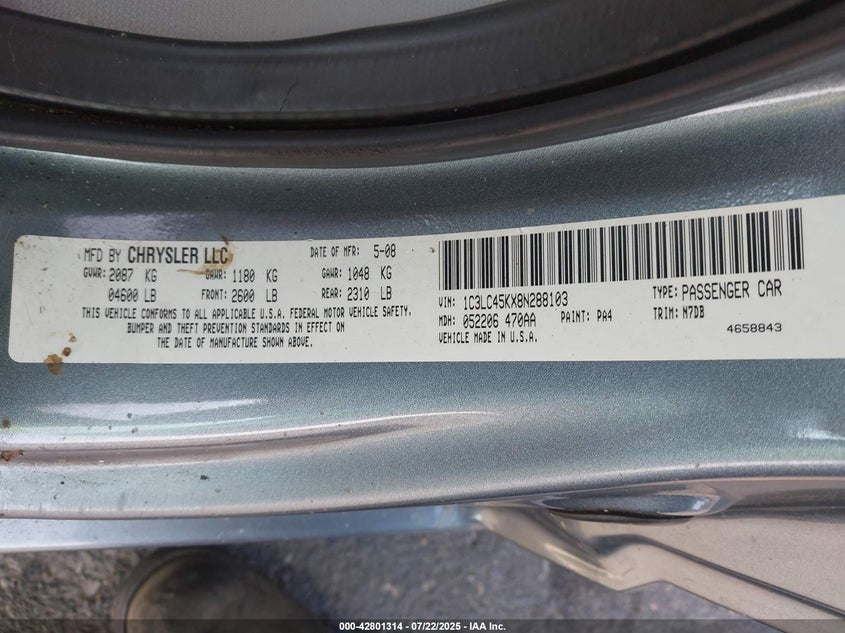 MFD BY CHRYSLER LLC DATE OF MFR: 5-08
GVWR: 2087 KG GAWR: 1180 KG GAWR: 1048 KG
04600 LB FRONT: 2600 LB REAR: 2310 LB
THIS VEHICLE CONFORMS TO ALL APPLICABLE U.S.A. FEDERAL MOTOR VEHICLE SAFETY,
BUMPER AND THEFT PREVENTION STANDARDS IN EFFECT ON
THE DATE OF MANUFACTURE SHOWN ABOVE.
VIN: 1C3LC45KX8N288103 TYPE: PASSENGER CAR
MDH: 052206 470AA PAINT: PA4 TRIM: N7DB
VEHICLE MADE IN U.S.A. 4658843
000-42801314 - 07/22/2025 - IAA Inc.